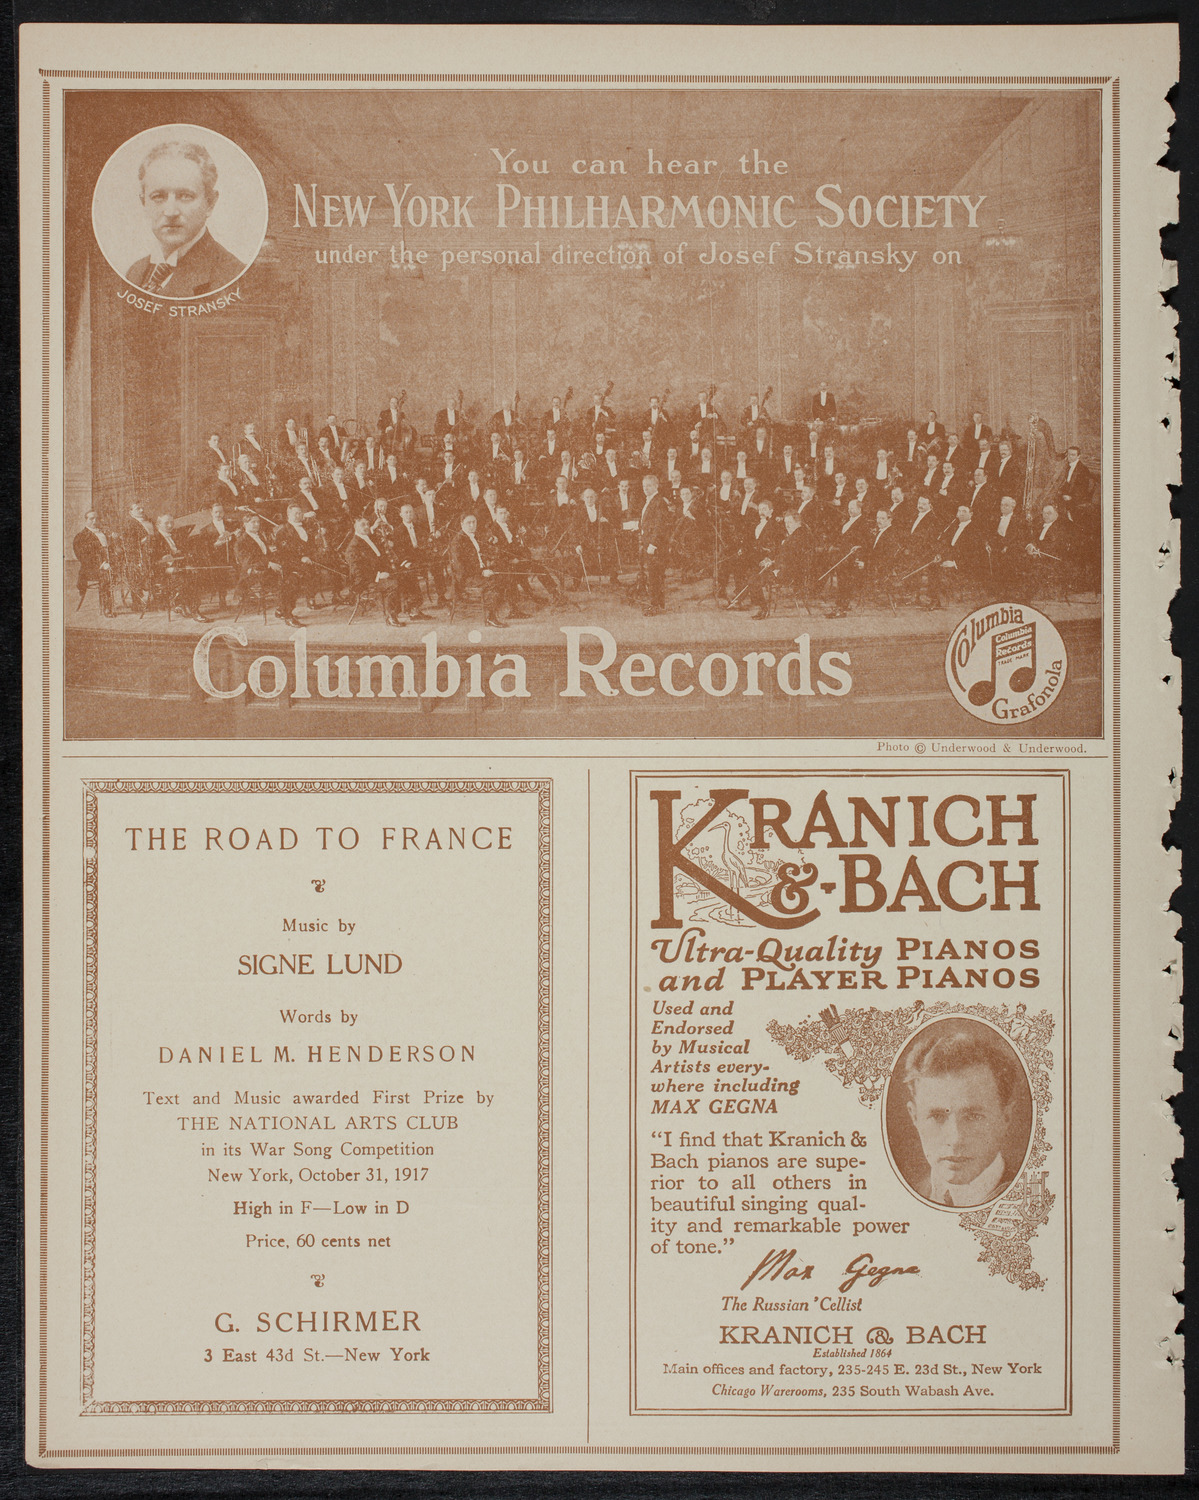 You can hear the
NEW YORK PHILHARMONIC SOCIETY
under the personal direction of Josef Stransky on
JOSEF STRANSKY
Columbia Records
Columbia
Columbia
Records
TRADE MARK
Grafonola
Photo © Underwood & Underwood.
THE ROAD TO FRANCE
Music by
SIGNE LUND
Words by
DANIEL M. HENDERSON
Text and Music awarded First Prize by
THE NATIONAL ARTS CLUB
in its War Song Competition
New York, October 31, 1917
High in F—Low in D
Price, 60 cents net
G. SCHIRMER
3 East 43d St.—New York
KRANICH
&-BACH
Ultra-Quality PIANOS
and PLAYER PIANOS
Used and
Endorsed
by Musical
Artists every-
where including
MAX GEGNA
“I find that Kranich &
Bach pianos are supe-
rior to all others in
beautiful singing qual-
ity and remarkable power
of tone.”
Max Gegna
The Russian ’Cellist
KRANICH & BACH
Established 1864
Main offices and factory, 235-245 E. 23d St., New York
Chicago Warerooms, 235 South Wabash Ave.